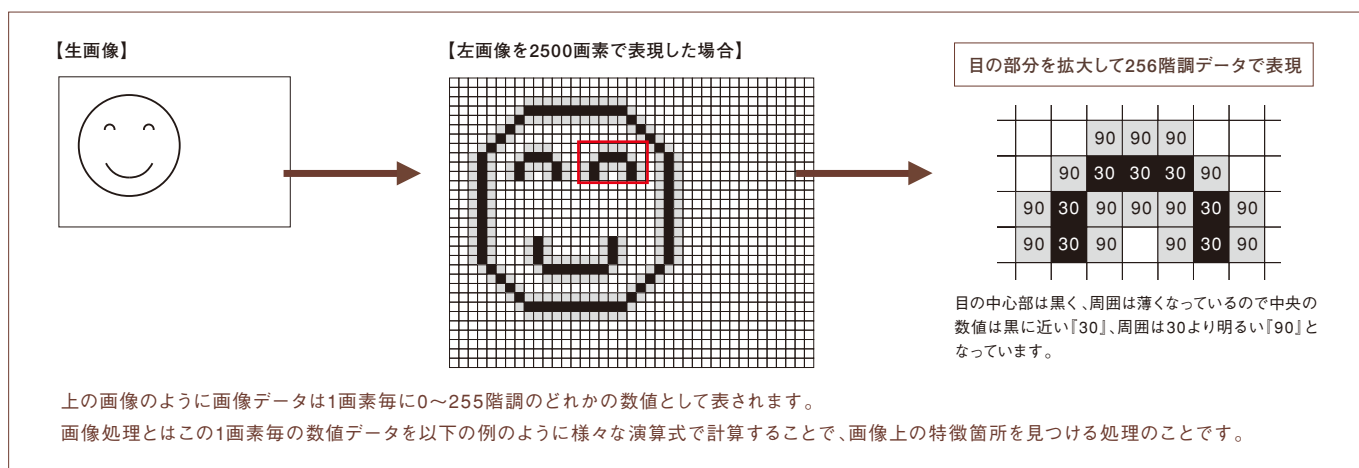 【生画像】
【左画像を2500画素で表現した場合】
目の部分を拡大して256階調データで表現
90 90 90
90 30 30 30 90
90 30 90 90 90 30 90
90 30 90 90 30 90
目の中心部は黒く、周囲は薄くなっているので中央の
数値は黒に近い『30』、周囲は30より明るい『90』と
なっています。
上の画像のように画像データは1画素毎に0～255階調のどれかの数値として表されます。
画像処理とはこの1画素毎の数値データを以下の例のように様々な演算式で計算することで、画像上の特徴箇所を見つける処理のことです。